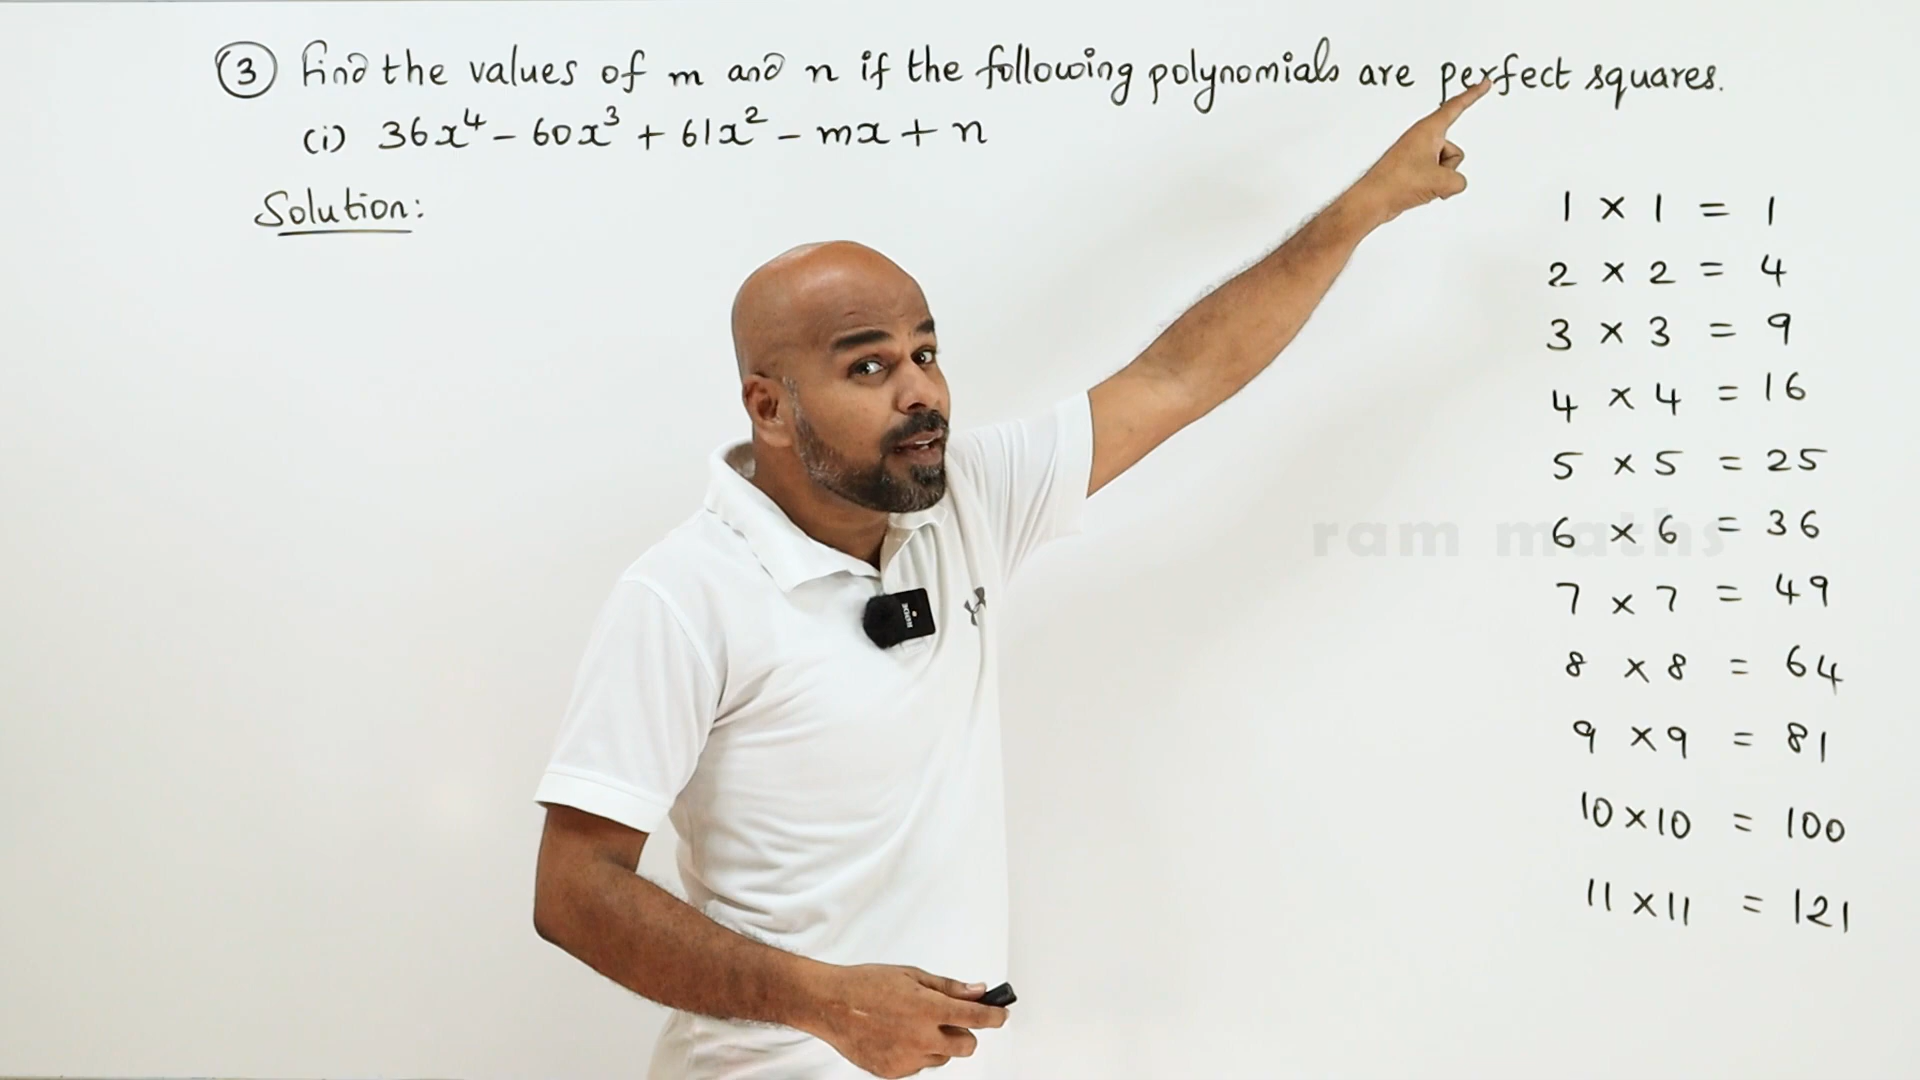 3 Find the values of m and n if the following polynomials are perfect squares.
(i) 36x⁴ - 60x³ + 61x² - mx + n
Solution:
1 × 1 = 1
2 × 2 = 4
3 × 3 = 9
4 × 4 = 16
5 × 5 = 25
6 × 6 = 36
ram maths
7 × 7 = 49
8 × 8 = 64
9 × 9 = 81
10 × 10 = 100
11 × 11 = 121
RODE